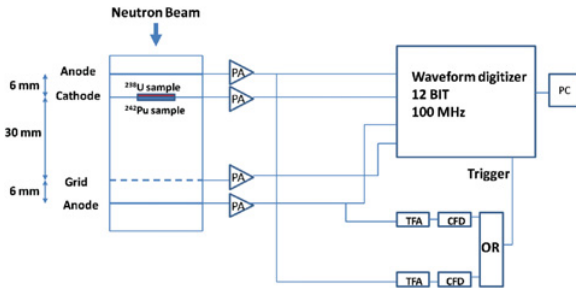 Neutron Beam
Anode
6 mm
Cathode
²³⁸U sample
²⁴²Pu sample
30 mm
Grid
6 mm
Anode
PA
PA
PA
PA
Waveform digitizer
12 BIT
100 MHz
PC
Trigger
TFA
CFD
OR
TFA
CFD